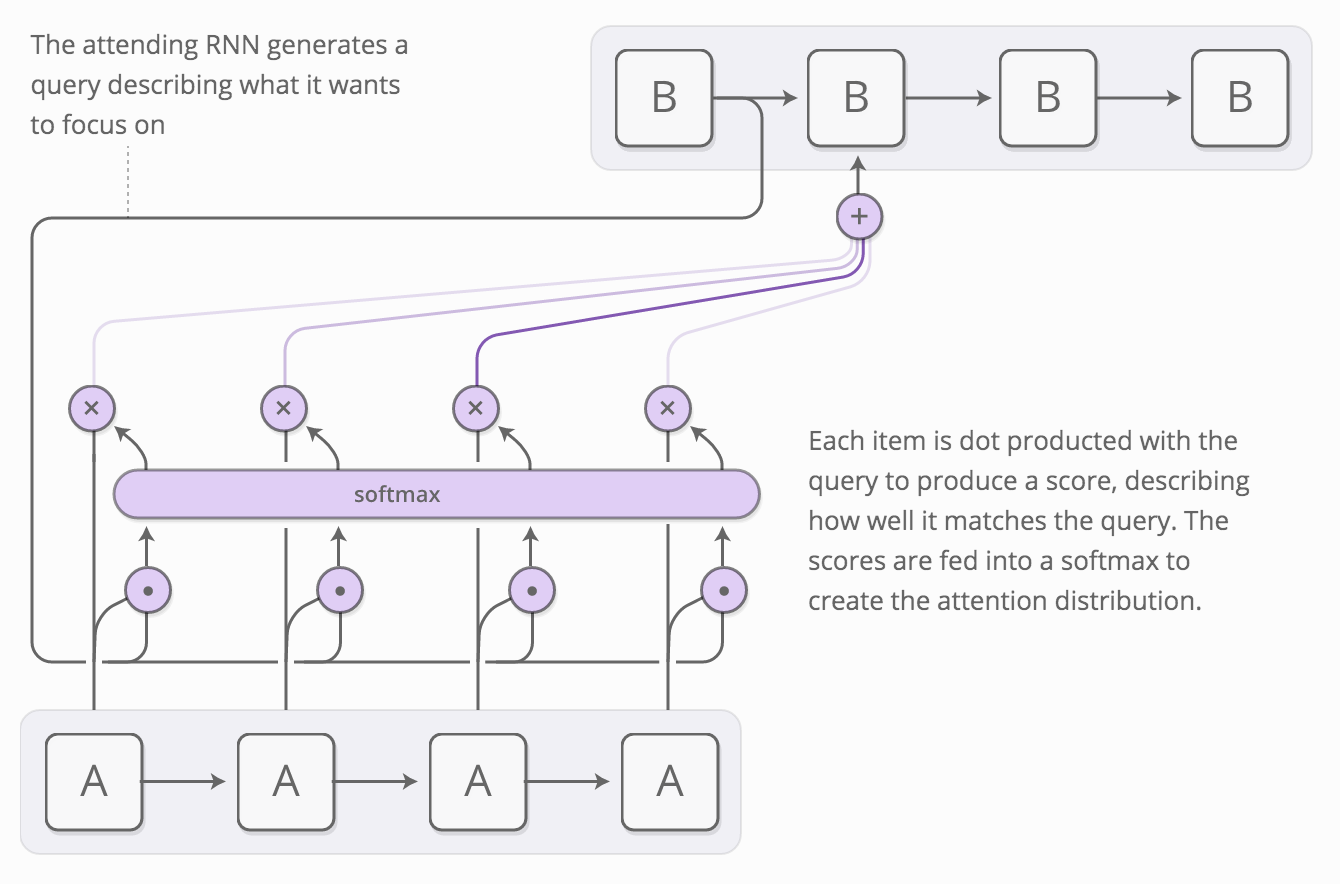 The attending RNN generates a
query describing what it wants
to focus on
B
B
B
B
+
×
×
×
×
softmax
Each item is dot producted with the
query to produce a score, describing
how well it matches the query. The
scores are fed into a softmax to
create the attention distribution.
A
A
A
A